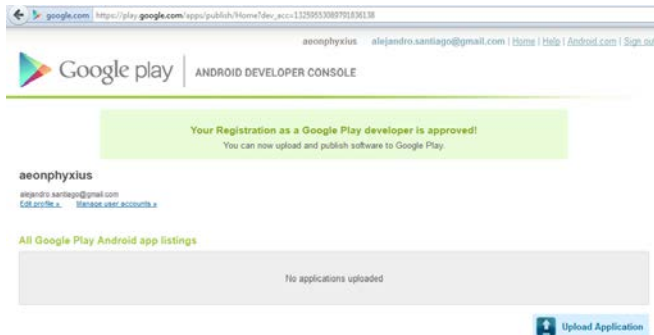 google.com https://play.google.com/apps/publish/Home?dev_acc=13259553089791836138
aeonphyxius alejandro.santiago@gmail.com | Home | Help | Android.com | Sign out
Google play ANDROID DEVELOPER CONSOLE
Your Registration as a Google Play developer is approved!
You can now upload and publish software to Google Play.
aeonphyxius
alejandro.santiago@gmail.com
Edit profile » Manage user accounts »
All Google Play Android app listings
No applications uploaded
Upload Application